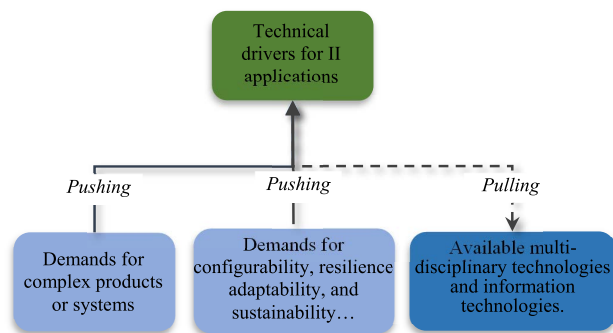 Technical
drivers for II
applications
Pushing
Pushing
Pulling
Demands for
complex products
or systems
Demands for
configurability, resilience
adaptability, and
sustainability…
Available multi-
disciplinary technologies
and information
technologies.